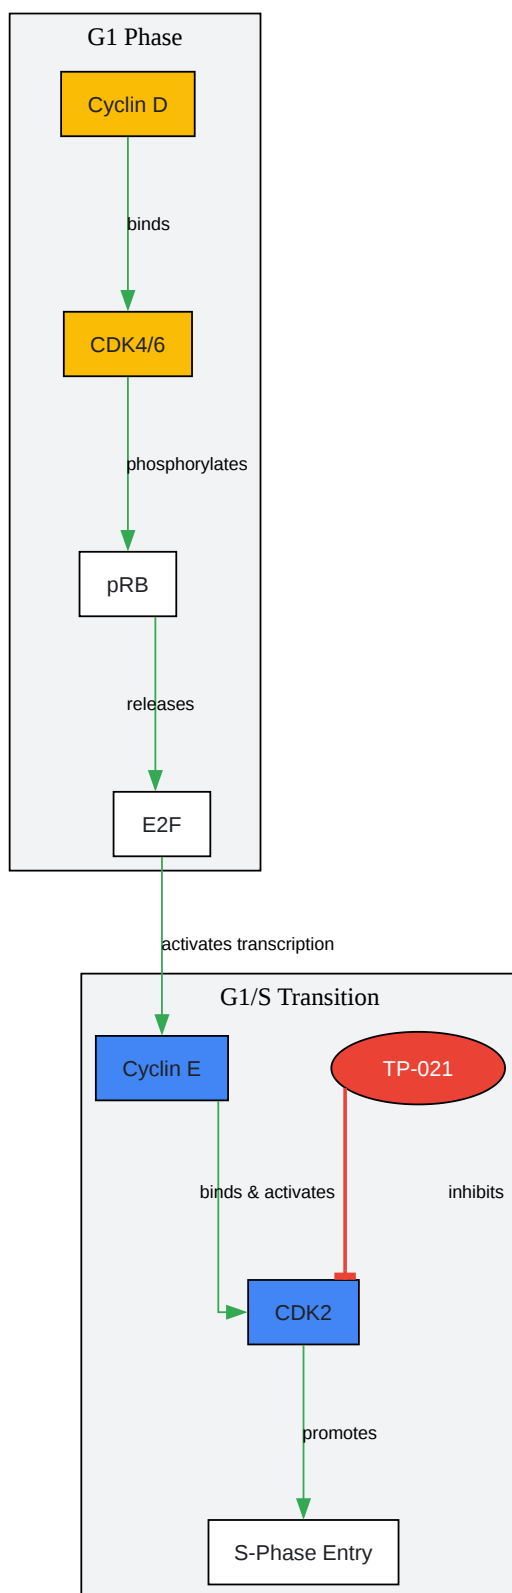 G1 Phase
Cyclin D
binds
CDK4/6
phosphorylates
pRB
releases
E2F
activates transcription
G1/S Transition
Cyclin E
TP-021
binds & activates
inhibits
CDK2
promotes
S-Phase Entry